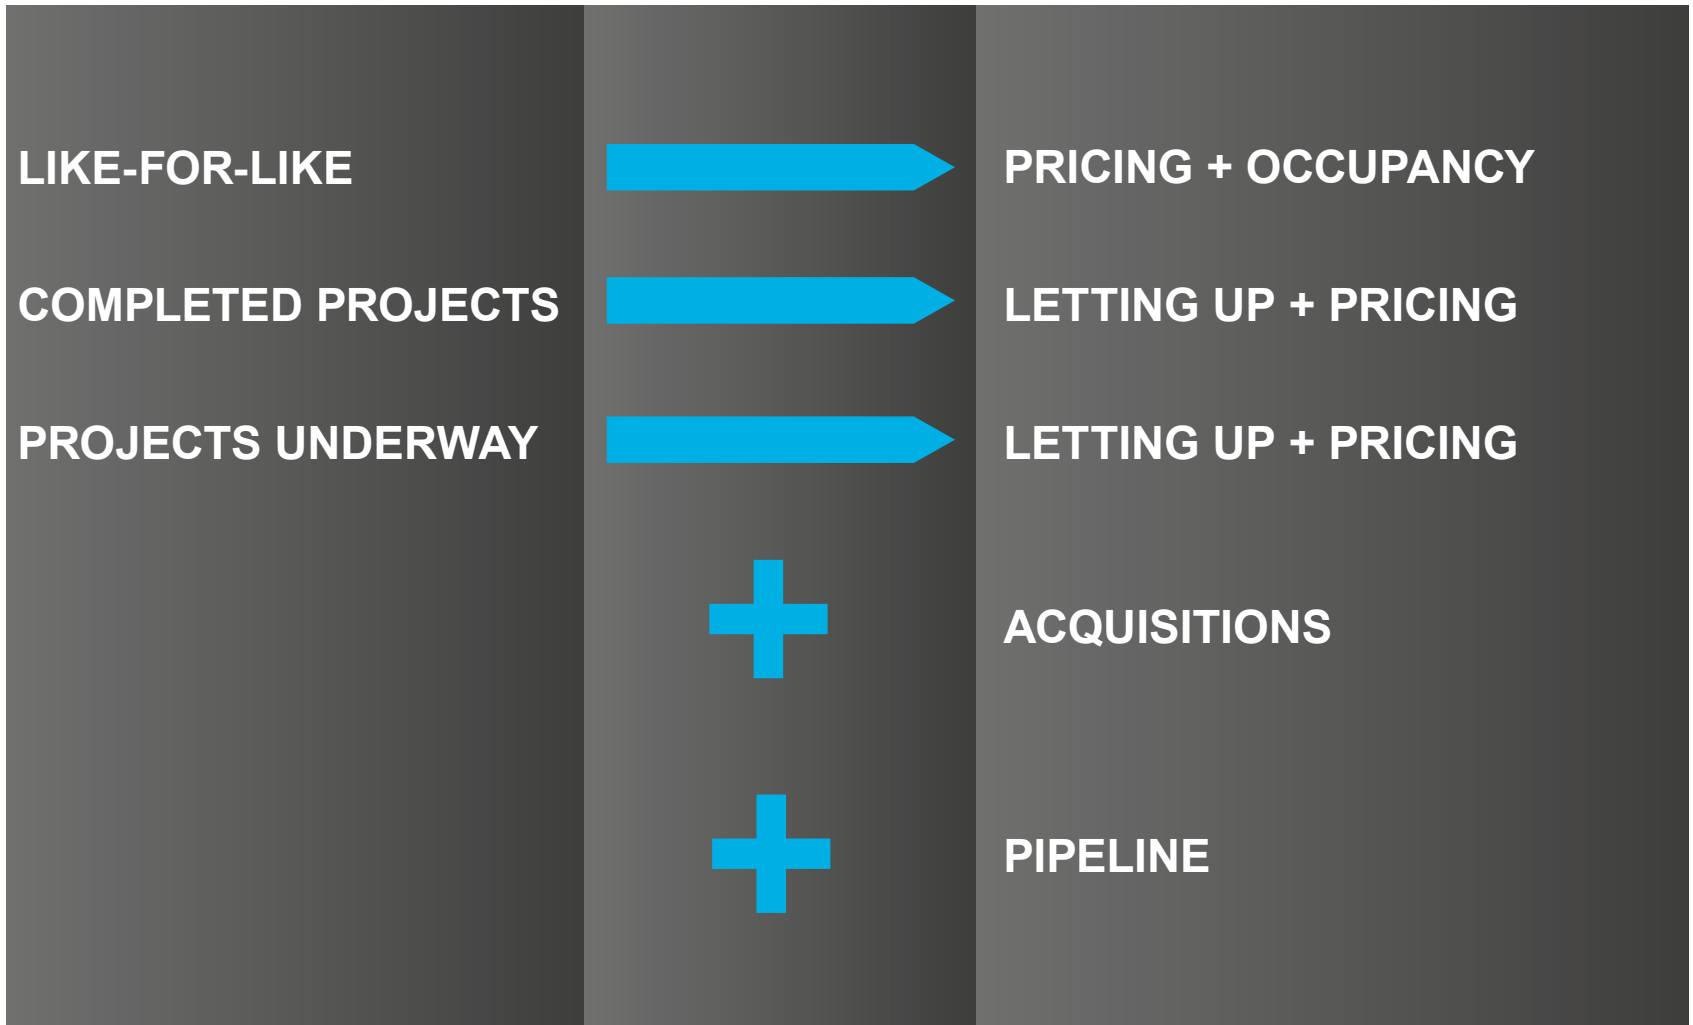 LIKE-FOR-LIKE
PRICING + OCCUPANCY
COMPLETED PROJECTS
LETTING UP + PRICING
PROJECTS UNDERWAY
LETTING UP + PRICING
ACQUISITIONS
PIPELINE